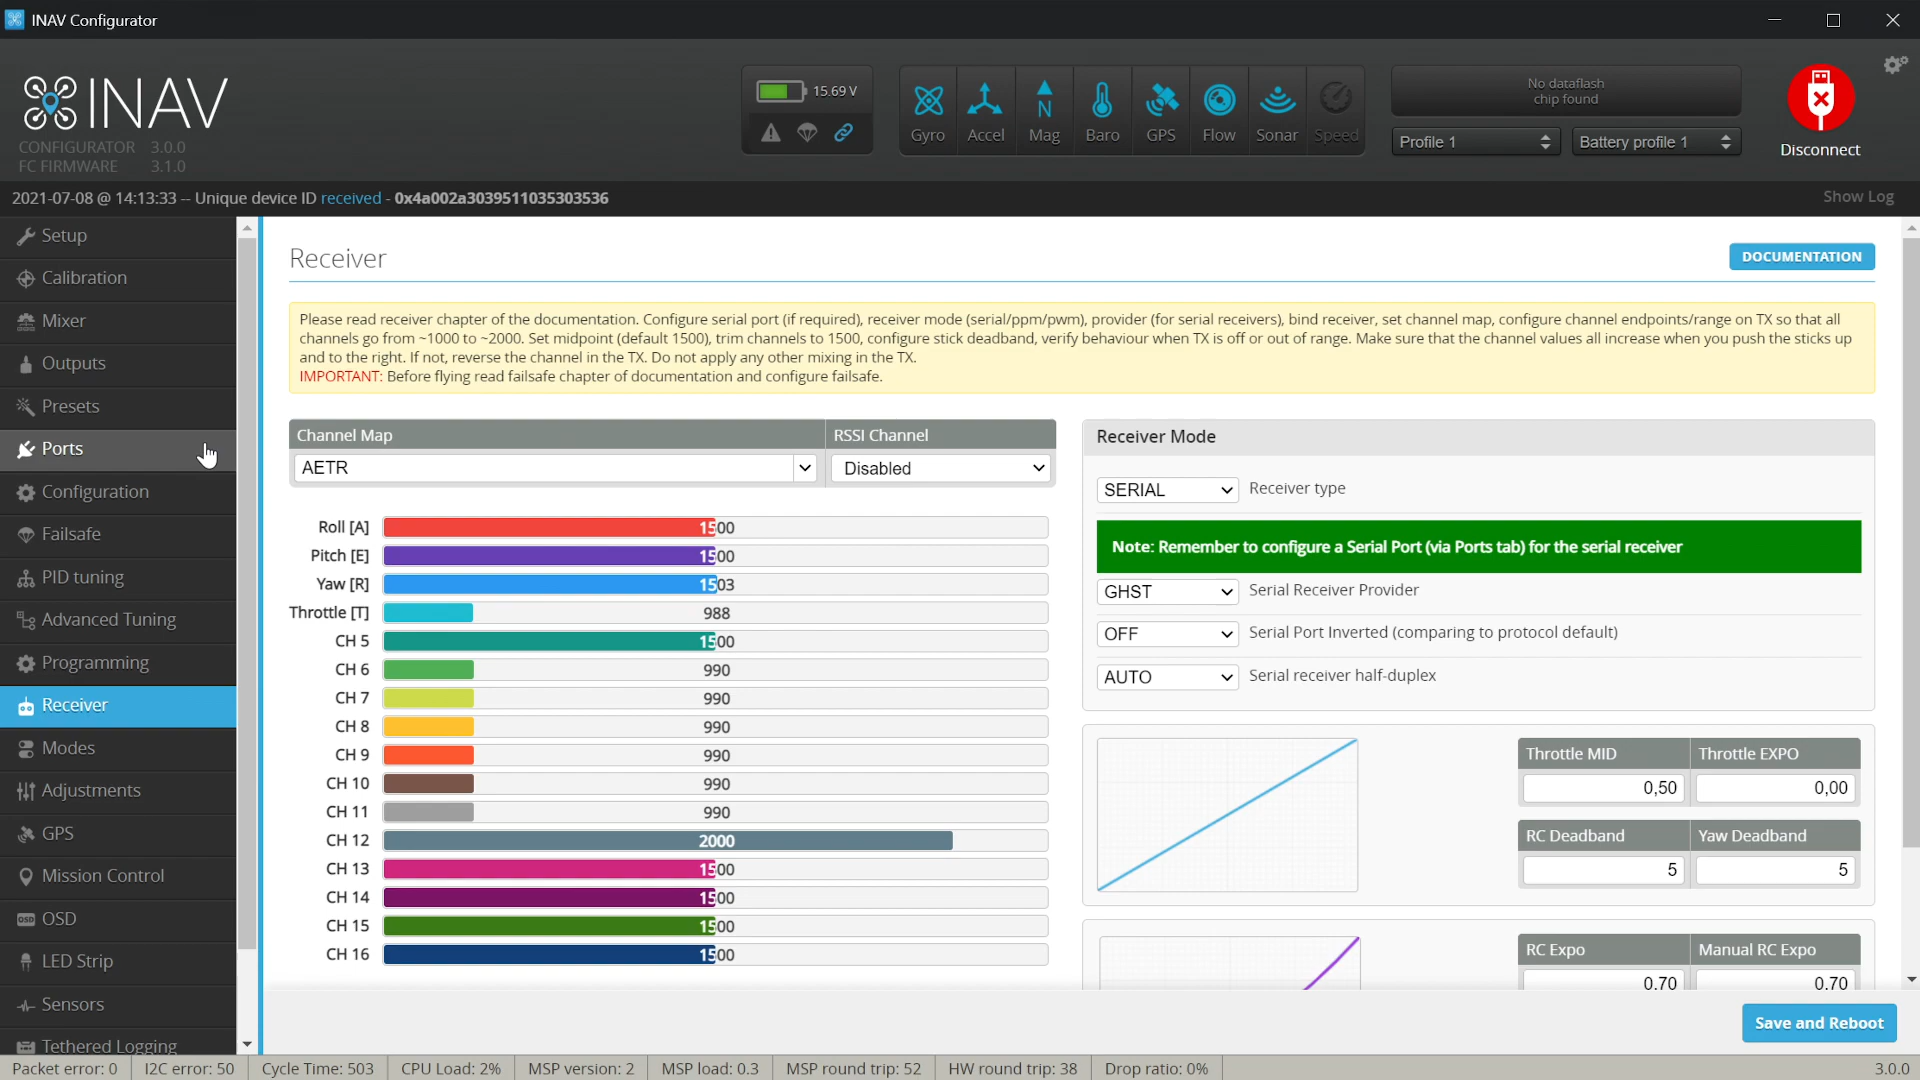 INAV Configurator
INAV
CONFIGURATOR 3.0.0
FC FIRMWARE 3.1.0
15.69 V
Gyro Accel Mag Baro GPS Flow Sonar Speed
No dataflash
chip found
Profile 1
Battery profile 1
Disconnect
2021-07-08 @ 14:13:33 -- Unique device ID received - 0x4a002a3039511035303536
Show Log
Setup
Calibration
Mixer
Outputs
Presets
Ports
Configuration
Failsafe
PID tuning
Advanced Tuning
Programming
Receiver
Modes
Adjustments
GPS
Mission Control
OSD
LED Strip
Sensors
Tethered Logging
Receiver
DOCUMENTATION
Please read receiver chapter of the documentation. Configure serial port (if required), receiver mode (serial/ppm/pwm), provider (for serial receivers), bind receiver, set channel map, configure channel endpoints/range on TX so that all
channels go from ~1000 to ~2000. Set midpoint (default 1500), trim channels to 1500, configure stick deadband, verify behaviour when TX is off or out of range. Make sure that the channel values all increase when you push the sticks up
and to the right. If not, reverse the channel in the TX. Do not apply any other mixing in the TX.
IMPORTANT: Before flying read failsafe chapter of documentation and configure failsafe.
Channel Map
RSSI Channel
AETR
Disabled
Roll [A] 1500
Pitch [E] 1500
Yaw [R] 1503
Throttle [T] 988
CH 5 1500
CH 6 990
CH 7 990
CH 8 990
CH 9 990
CH 10 990
CH 11 990
CH 12 2000
CH 13 1500
CH 14 1500
CH 15 1500
CH 16 1500
Receiver Mode
SERIAL Receiver type
Note: Remember to configure a Serial Port (via Ports tab) for the serial receiver
GHST Serial Receiver Provider
OFF Serial Port Inverted (comparing to protocol default)
AUTO Serial receiver half-duplex
Throttle MID Throttle EXPO
0,50 0,00
RC Deadband Yaw Deadband
5 5
RC Expo Manual RC Expo
0,70 0,70
Save and Reboot
Packet error: 0 I2C error: 50 Cycle Time: 503 CPU Load: 2% MSP version: 2 MSP load: 0.3 MSP round trip: 52 HW round trip: 38 Drop ratio: 0% 3.0.0